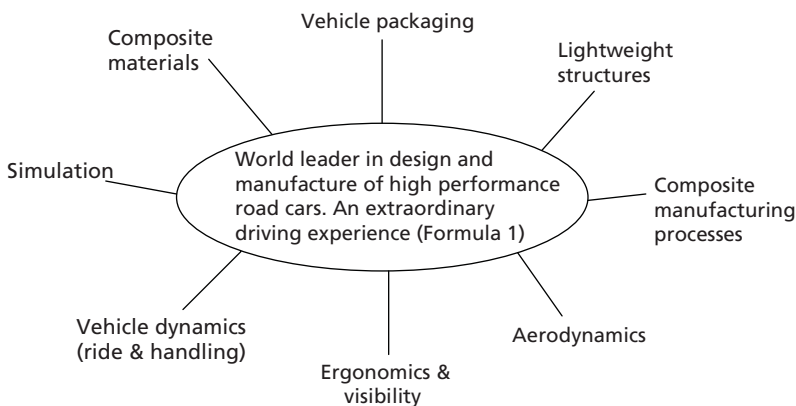 Vehicle packaging
Composite
materials
Lightweight
structures
Simulation
World leader in design and
manufacture of high performance
road cars. An extraordinary
driving experience (Formula 1)
Composite
manufacturing
processes
Vehicle dynamics
(ride & handling)
Aerodynamics
Ergonomics &
visibility